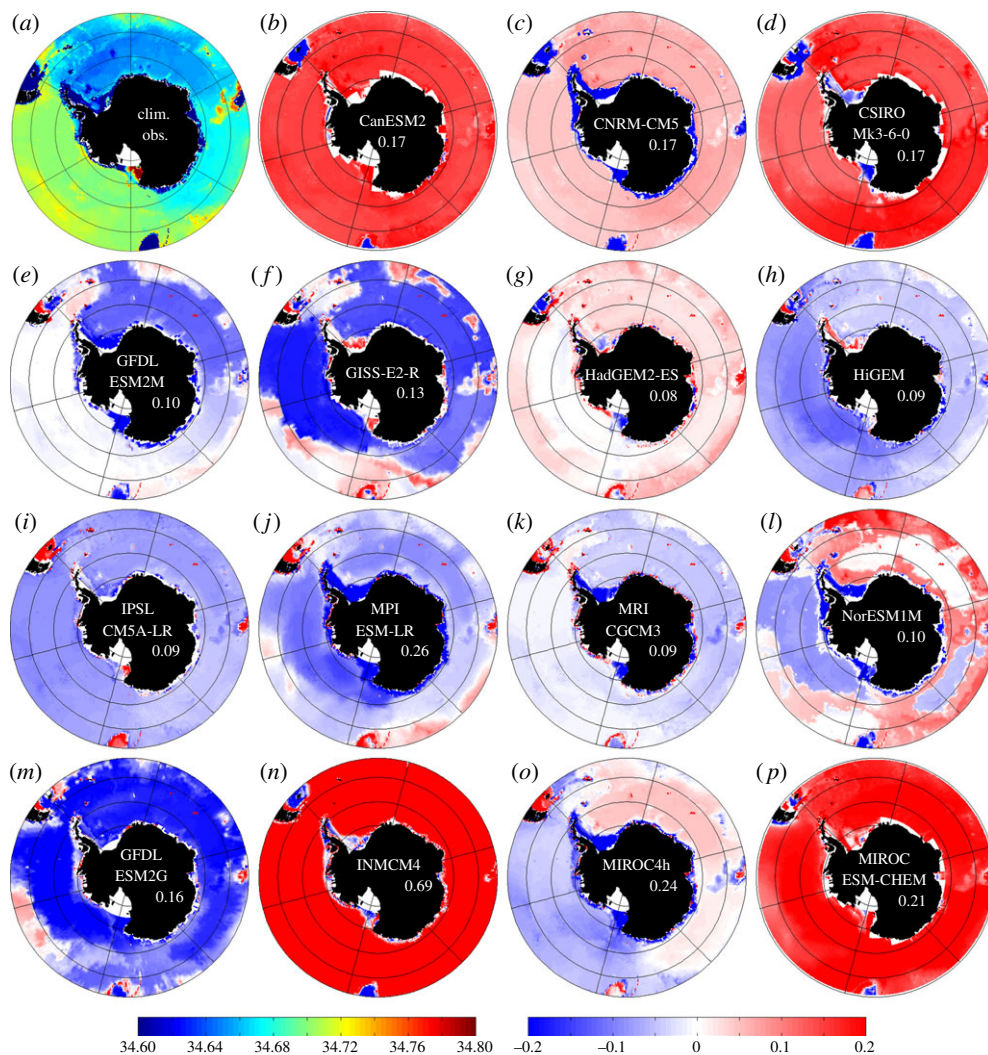 (a)
clim.
obs.
(b)
CanESM2
0.17
(c)
CNRM-CM5
0.17
(d)
CSIRO
Mk3-6-0
0.17
(e)
GFDL
ESM2M
0.10
(f)
GISS-E2-R
0.13
(g)
HadGEM2-ES
0.08
(h)
HiGEM
0.09
(i)
IPSL
CM5A-LR
0.09
(j)
MPI
ESM-LR
0.26
(k)
MRI
CGCM3
0.09
(l)
NorESM1M
0.10
(m)
GFDL
ESM2G
0.16
(n)
INMCM4
0.69
(o)
MIROC4h
0.24
(p)
MIROC
ESM-CHEM
0.21
34.60 34.64 34.68 34.72 34.76 34.80
−0.2 −0.1 0 0.1 0.2